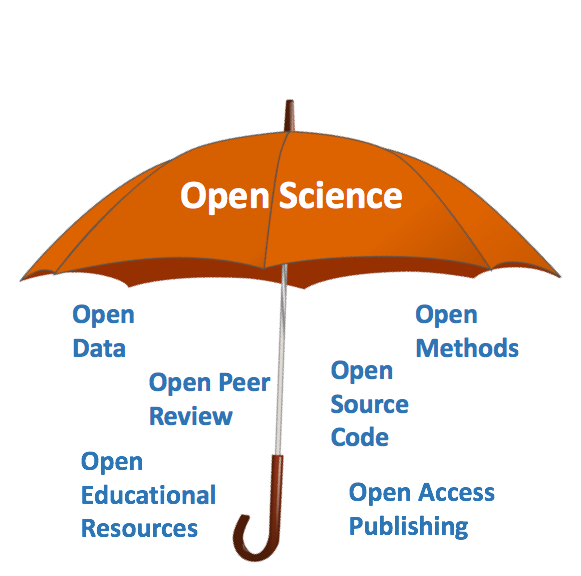 Open Science
Open
Data
Open
Methods
Open Peer
Review
Open
Source
Code
Open
Educational
Resources
Open Access
Publishing